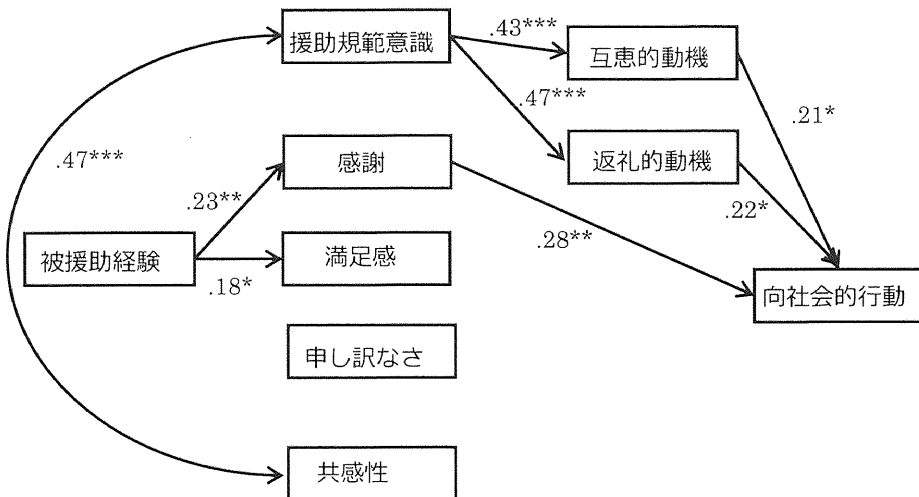 援助規範意識
.43***
互恵的動機
.47***
.21*
.47***
感謝
返礼的動機
.23**
.22*
被援助経験
満足感
.28**
.18*
向社会的行動
申し訳なさ
共感性